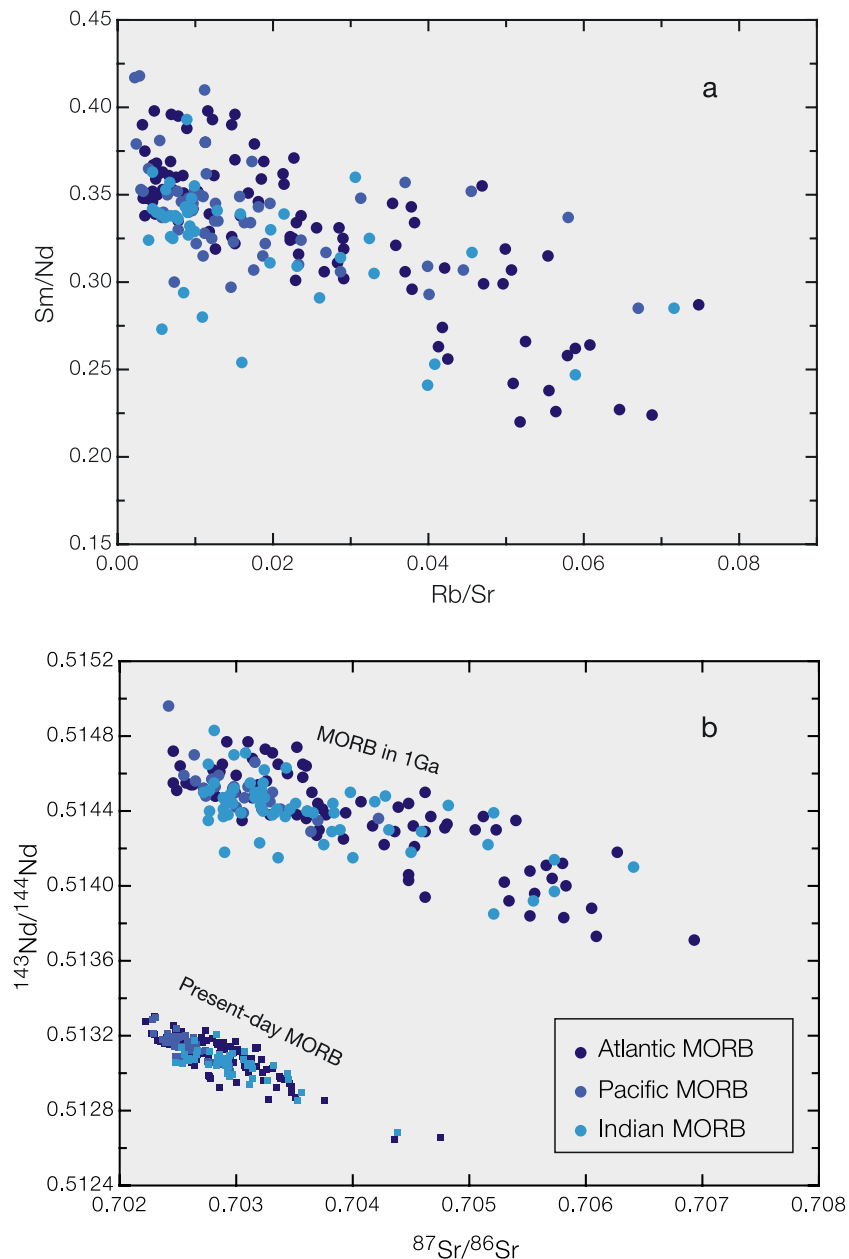 0.45
0.40
0.35
0.30
0.25
0.20
0.15
Sm/Nd
a
0.00 0.02 0.04 0.06 0.08
Rb/Sr
0.5152
0.5148
0.5144
0.5140
0.5136
0.5132
0.5128
0.5124
¹⁴³Nd/¹⁴⁴Nd
b
MORB in 1Ga
Present-day MORB
Atlantic MORB
Pacific MORB
Indian MORB
0.702 0.703 0.704 0.705 0.706 0.707 0.708
⁸⁷Sr/⁸⁶Sr